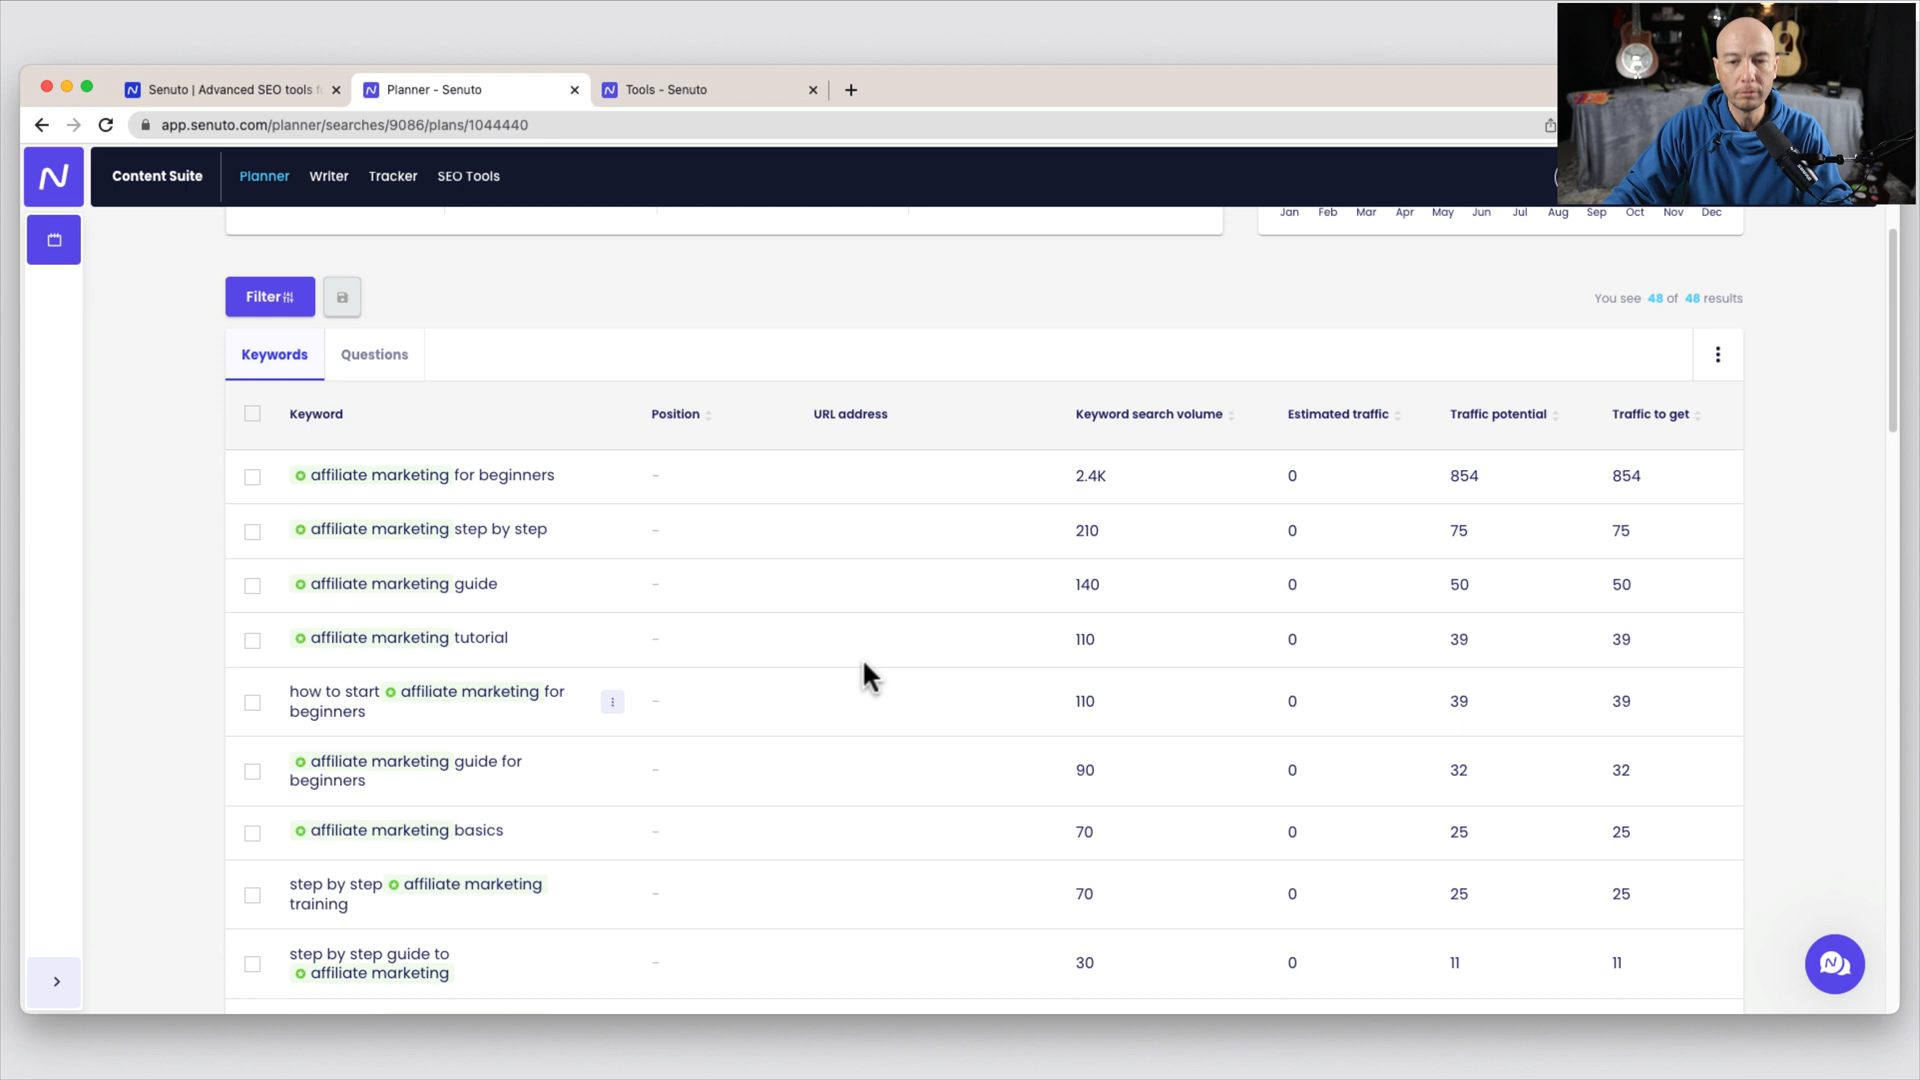 Senuto | Advanced SEO tools f
Planner - Senuto
Tools - Senuto
app.senuto.com/planner/searches/9086/plans/1044440
Content Suite
Planner
Writer
Tracker
SEO Tools
Jan Feb Mar Apr May Jun Jul Aug Sep Oct Nov Dec
Filter
You see 48 of 48 results
Keywords
Questions
Keyword Position URL address Keyword search volume Estimated traffic Traffic potential Traffic to get
affiliate marketing for beginners – 2.4K 0 854 854
affiliate marketing step by step – 210 0 75 75
affiliate marketing guide – 140 0 50 50
affiliate marketing tutorial – 110 0 39 39
how to start affiliate marketing for
beginners – 110 0 39 39
affiliate marketing guide for
beginners – 90 0 32 32
affiliate marketing basics – 70 0 25 25
step by step affiliate marketing
training – 70 0 25 25
step by step guide to
affiliate marketing – 30 0 11 11